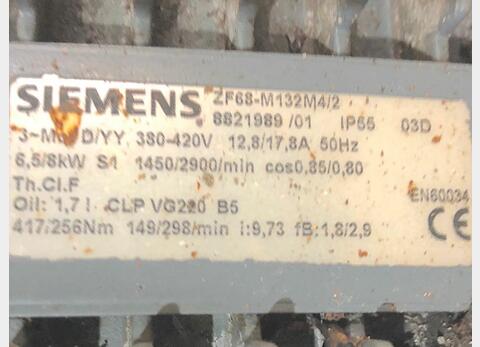 SIEMENS ZF68-M132M4/2
8821989 /01 IP55 03D
3~Mot D/YY, 380-420V 12,8/17,8A 50Hz
6,5/8kW S1 1450/2900/min cos0,85/0,80
Th.Cl.F
Oil: 1,7 l CLP VG220 B5
EN60034
417/256Nm 149/298/min i:9,73 fB:1,8/2,9
CE